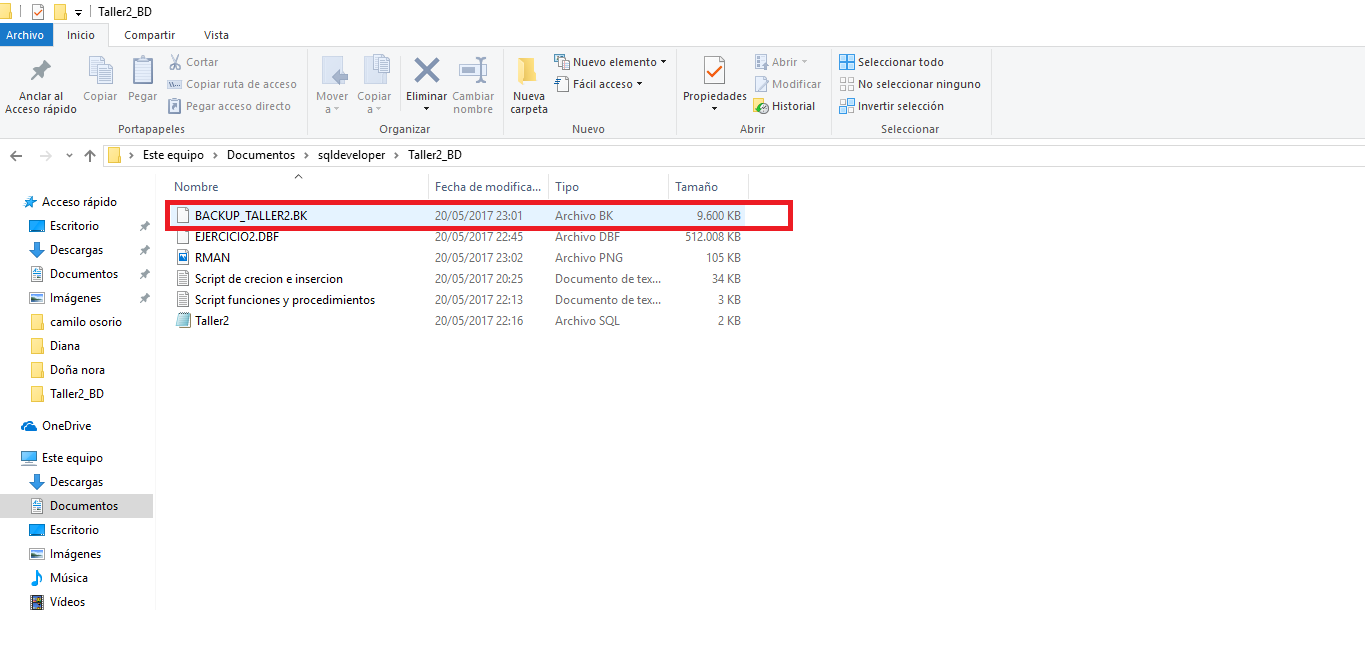 Taller2_BD
Archivo Inicio Compartir Vista
Anclar al Acceso rápido
Copiar
Pegar
Cortar
Copiar ruta de acceso
Pegar acceso directo
Portapapeles
Mover a
Copiar a
Eliminar
Cambiar nombre
Organizar
Nueva carpeta
Nuevo elemento
Fácil acceso
Nuevo
Propiedades
Abrir
Modificar
Historial
Abrir
Seleccionar todo
No seleccionar ninguno
Invertir selección
Seleccionar
Este equipo > Documentos > sqldeveloper > Taller2_BD
Acceso rápido
Escritorio
Descargas
Documentos
Imágenes
camilo osorio
Diana
Doña nora
Taller2_BD
OneDrive
Este equipo
Descargas
Documentos
Escritorio
Imágenes
Música
Vídeos
Nombre Fecha de modifica... Tipo Tamaño
BACKUP_TALLER2.BK 20/05/2017 23:01 Archivo BK 9.600 KB
EJERCICIO2.DBF 20/05/2017 22:45 Archivo DBF 512.008 KB
RMAN 20/05/2017 23:02 Archivo PNG 105 KB
Script de crecion e insercion 20/05/2017 20:25 Documento de tex... 34 KB
Script funciones y procedimientos 20/05/2017 22:13 Documento de tex... 3 KB
Taller2 20/05/2017 22:16 Archivo SQL 2 KB